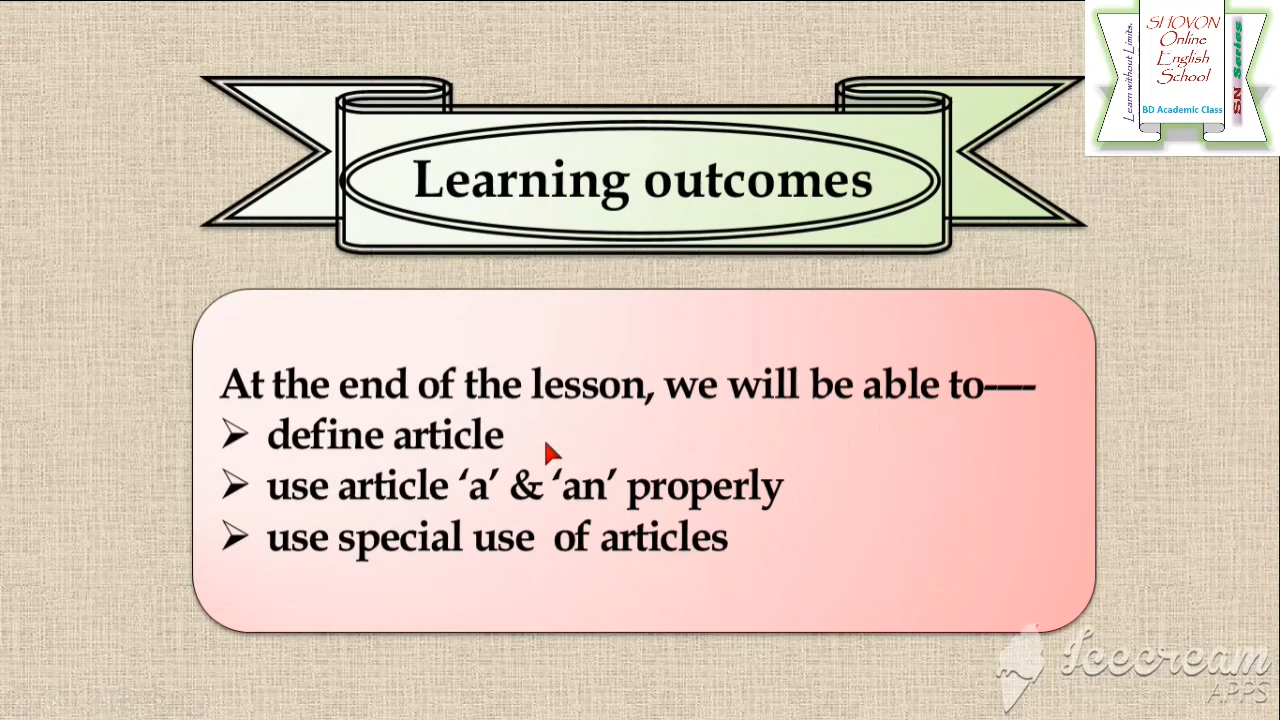 SHOVON
Online
English
School
Learn without Limits.
SN Series
BD Academic Class
Learning outcomes
At the end of the lesson, we will be able to----
➢ define article
➢ use article ‘a’ & ‘an’ properly
➢ use special use of articles
Icecream
APPS